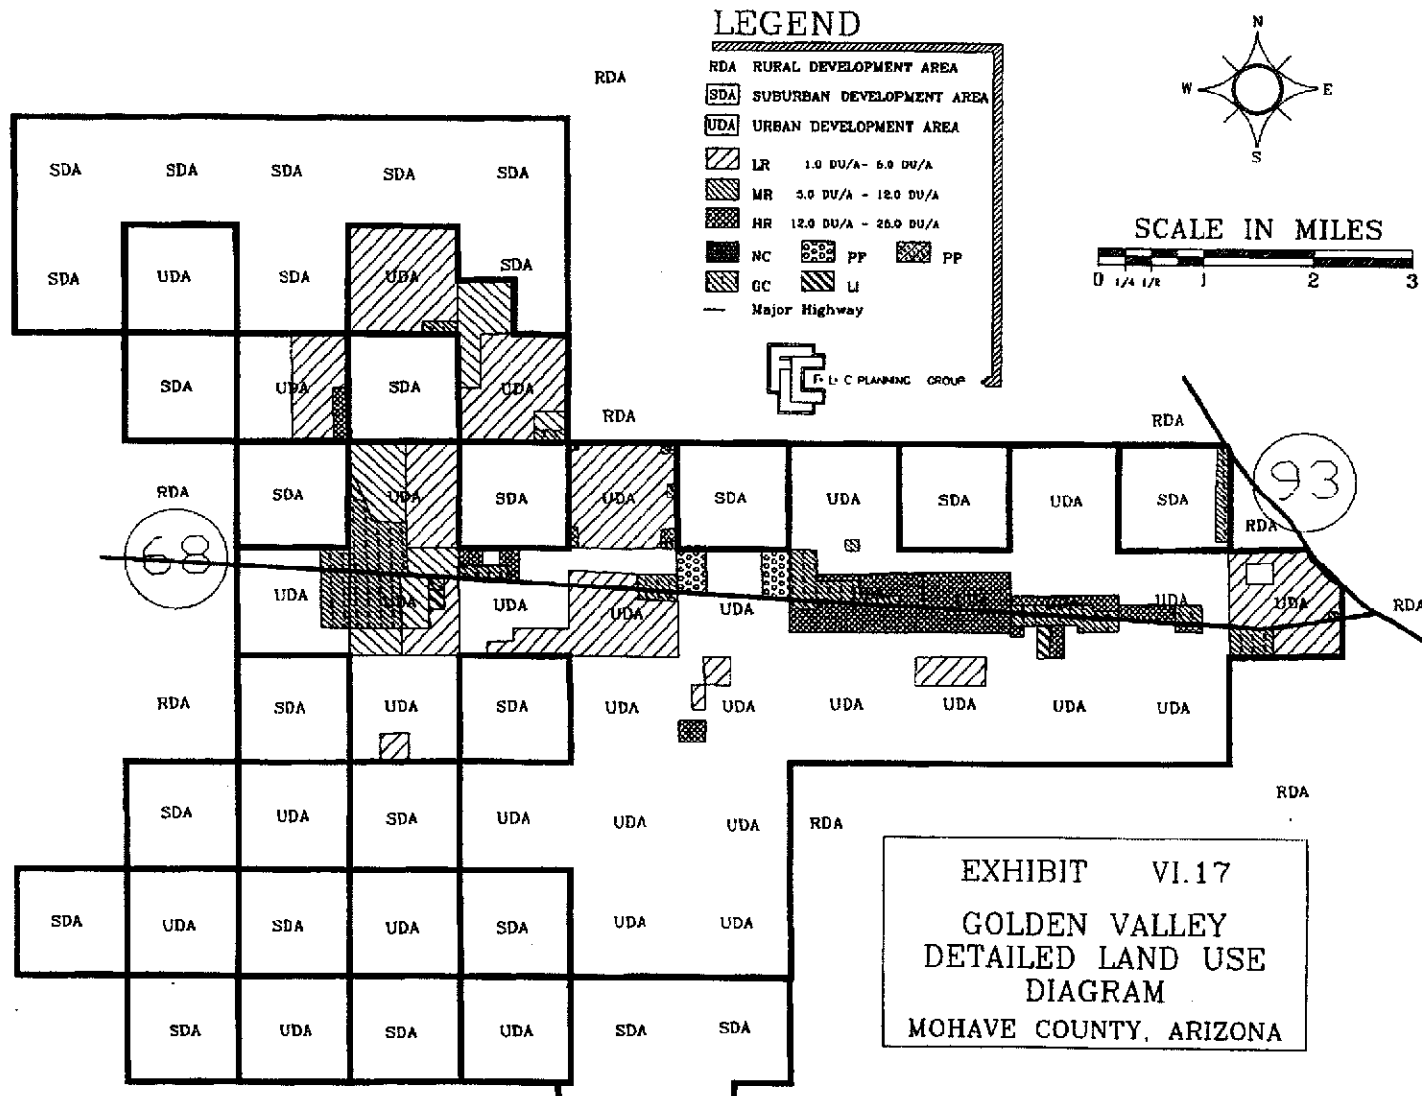 LEGEND
RDA RURAL DEVELOPMENT AREA
SDA SUBURBAN DEVELOPMENT AREA
UDA URBAN DEVELOPMENT AREA
LR 1.0 DU/A- 5.0 DU/A
MR 5.0 DU/A - 12.0 DU/A
HR 12.0 DU/A - 25.0 DU/A
NC PF PP
GC LI
Major Highway
C PLANNING GROUP
N
W E
S
SCALE IN MILES
0 1/4 1/2 1 2 3
RDA
SDA SDA SDA SDA SDA
SDA UDA SDA UDA SDA
SDA UDA SDA UDA
RDA RDA
RDA SDA UDA SDA UDA SDA UDA SDA UDA SDA RDA
68 93
UDA UDA UDA UDA UDA UDA UDA UDA UDA UDA RDA
RDA SDA UDA SDA UDA UDA UDA UDA UDA UDA
RDA
SDA UDA SDA UDA UDA UDA RDA
SDA UDA SDA UDA SDA UDA UDA
SDA UDA SDA UDA SDA SDA
EXHIBIT VI.17
GOLDEN VALLEY
DETAILED LAND USE
DIAGRAM
MOHAVE COUNTY, ARIZONA